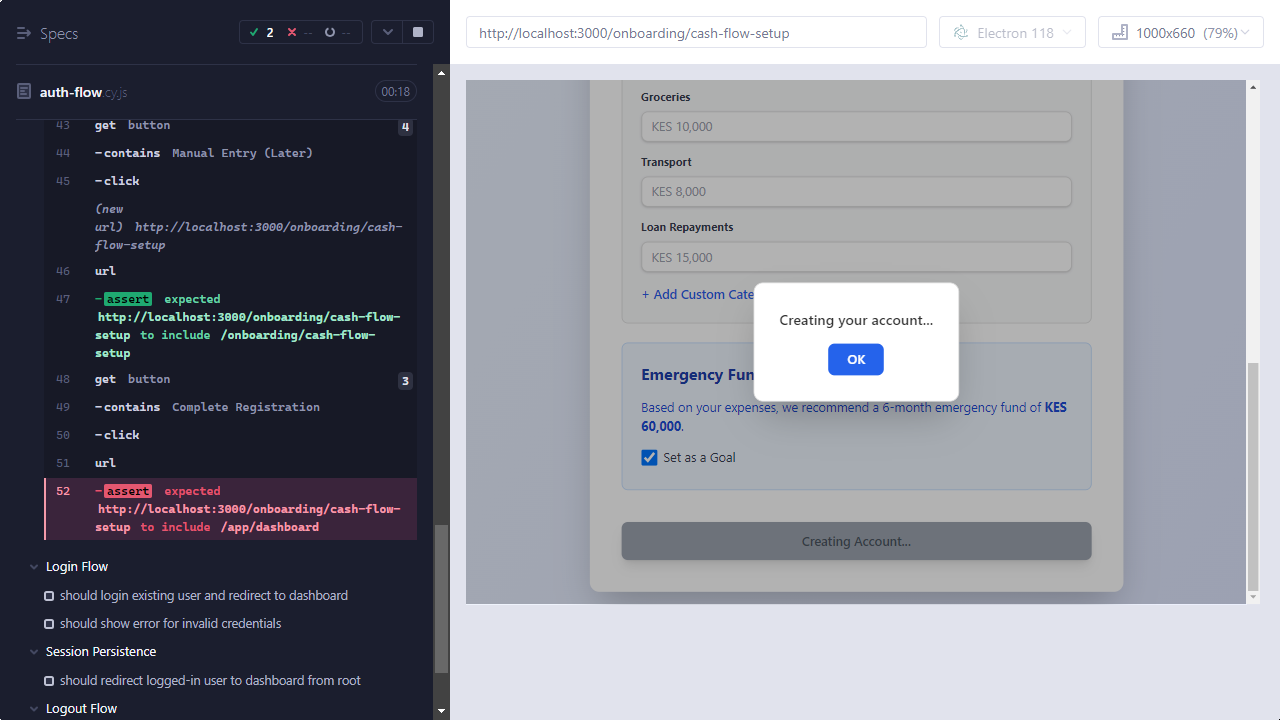 Specs
2
--
--
auth-flow.cy.js
00:18
43 get button 4
44 -contains Manual Entry (Later)
45 -click
(new
url) http://localhost:3000/onboarding/cash-
flow-setup
46 url
47 -assert expected
http://localhost:3000/onboarding/cash-flow-
setup to include /onboarding/cash-flow-
setup
48 get button 3
49 -contains Complete Registration
50 -click
51 url
52 -assert expected
http://localhost:3000/onboarding/cash-flow-
setup to include /app/dashboard
Login Flow
should login existing user and redirect to dashboard
should show error for invalid credentials
Session Persistence
should redirect logged-in user to dashboard from root
Logout Flow
http://localhost:3000/onboarding/cash-flow-setup
Electron 118
1000x660 (79%)
Groceries
KES 10,000
Transport
KES 8,000
Loan Repayments
KES 15,000
+ Add Custom Cate
Creating your account...
OK
Emergency Fun
Based on your expenses, we recommend a 6-month emergency fund of KES
60,000.
Set as a Goal
Creating Account...